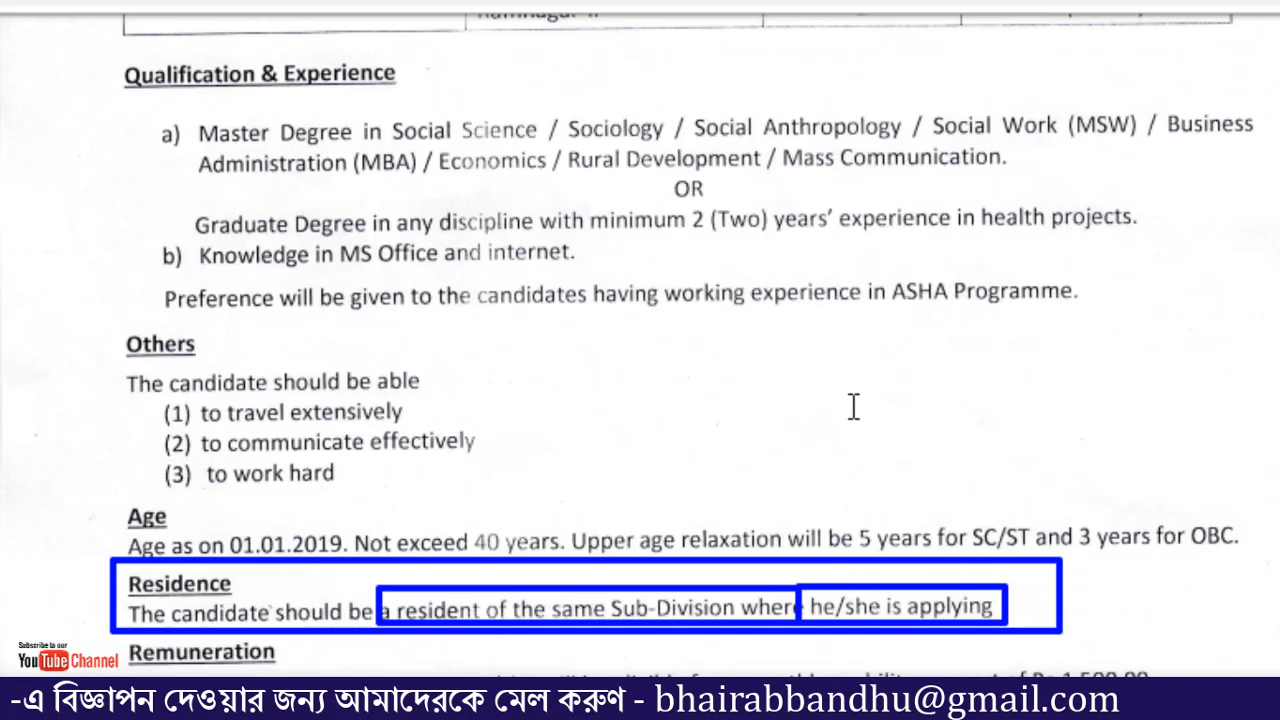 Qualification & Experience
a) Master Degree in Social Science / Sociology / Social Anthropology / Social Work (MSW) / Business
Administration (MBA) / Economics / Rural Development / Mass Communication.
OR
Graduate Degree in any discipline with minimum 2 (Two) years' experience in health projects.
b) Knowledge in MS Office and internet.
Preference will be given to the candidates having working experience in ASHA Programme.
Others
The candidate should be able
(1) to travel extensively
(2) to communicate effectively
(3) to work hard
Age
Age as on 01.01.2019. Not exceed 40 years. Upper age relaxation will be 5 years for SC/ST and 3 years for OBC.
Residence
The candidate should be a resident of the same Sub-Division where he/she is applying
Subscribe to our
YouTube Channel
Remuneration
-এ বিজ্ঞাপন দেওয়ার জন্য আমাদেরকে মেল করুণ - bhairabbandhu@gmail.com